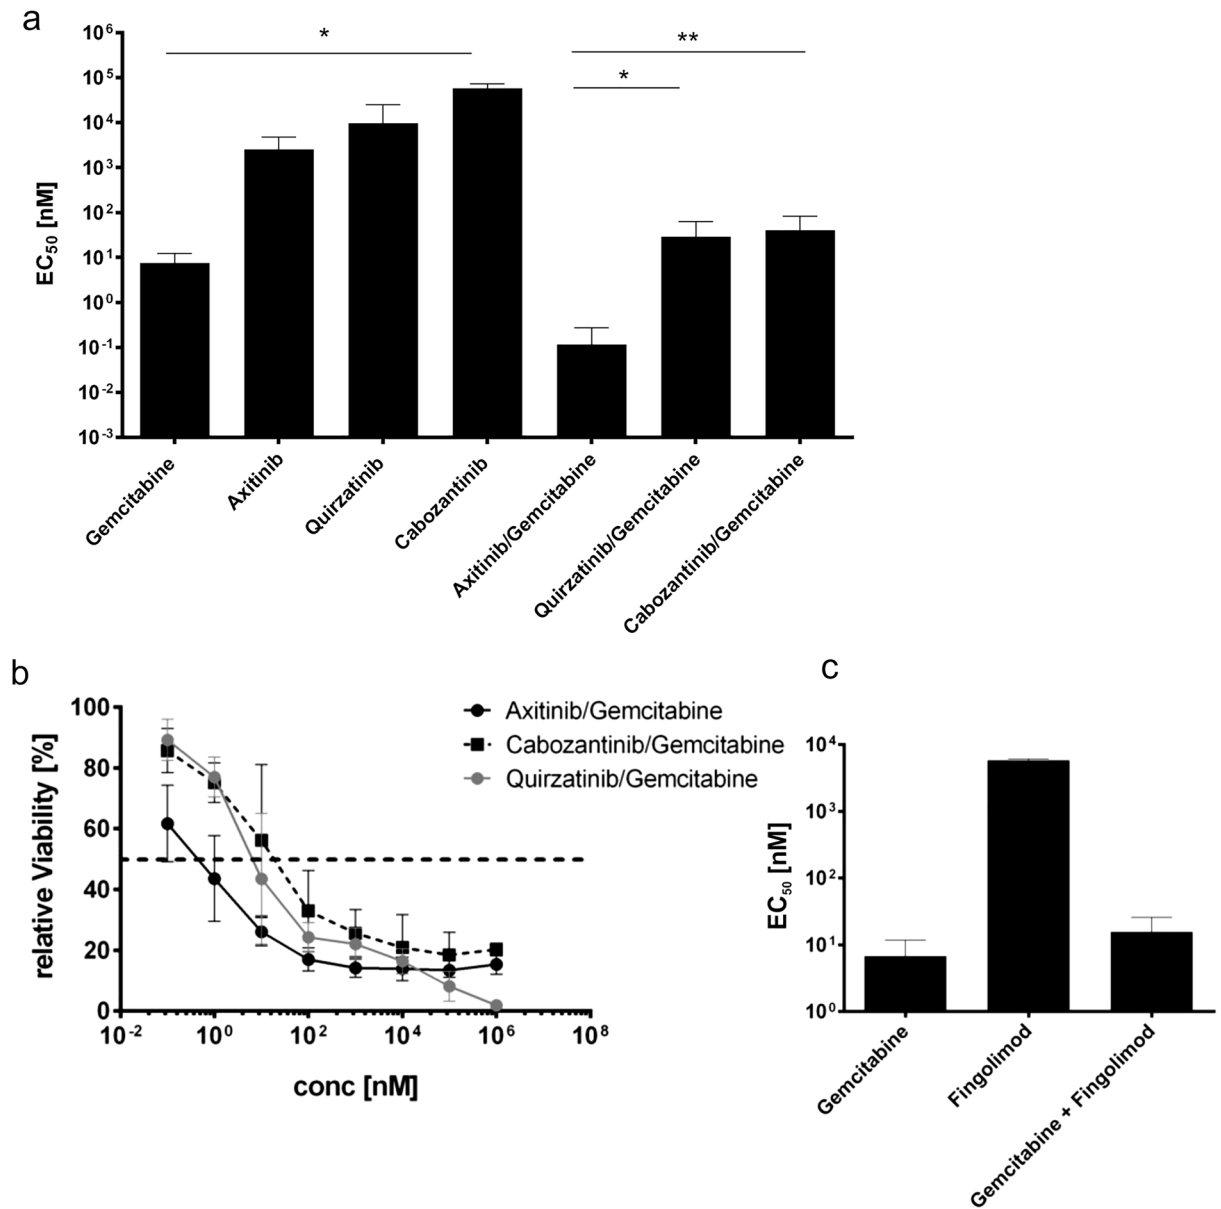 a
*
**
*
10⁶
10⁵
10⁴
10³
10²
10¹
10⁰
10⁻¹
10⁻²
10⁻³
EC₅₀ [nM]
Gemcitabine
Axitinib
Quirzatinib
Cabozantinib
Axitinib/Gemcitabine
Quirzatinib/Gemcitabine
Cabozantinib/Gemcitabine
b
Axitinib/Gemcitabine
Cabozantinib/Gemcitabine
Quirzatinib/Gemcitabine
100
80
60
40
20
0
relative Viability [%]
10⁻² 10⁰ 10² 10⁴ 10⁶ 10⁸
conc [nM]
c
10⁴
10³
10²
10¹
10⁰
EC₅₀ [nM]
Gemcitabine
Fingolimod
Gemcitabine + Fingolimod